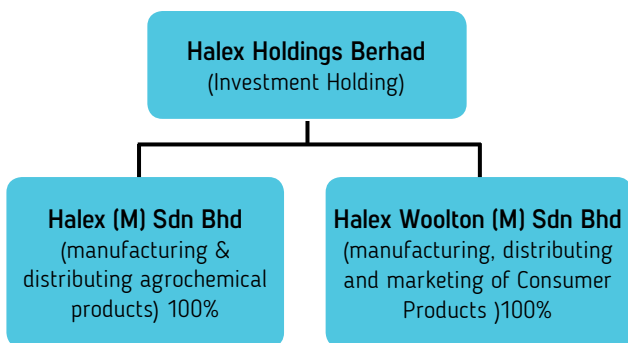 Halex Holdings Berhad
(Investment Holding)
Halex (M) Sdn Bhd
(manufacturing &
distributing agrochemical
products) 100%
Halex Woolton (M) Sdn Bhd
(manufacturing, distributing
and marketing of Consumer
Products )100%